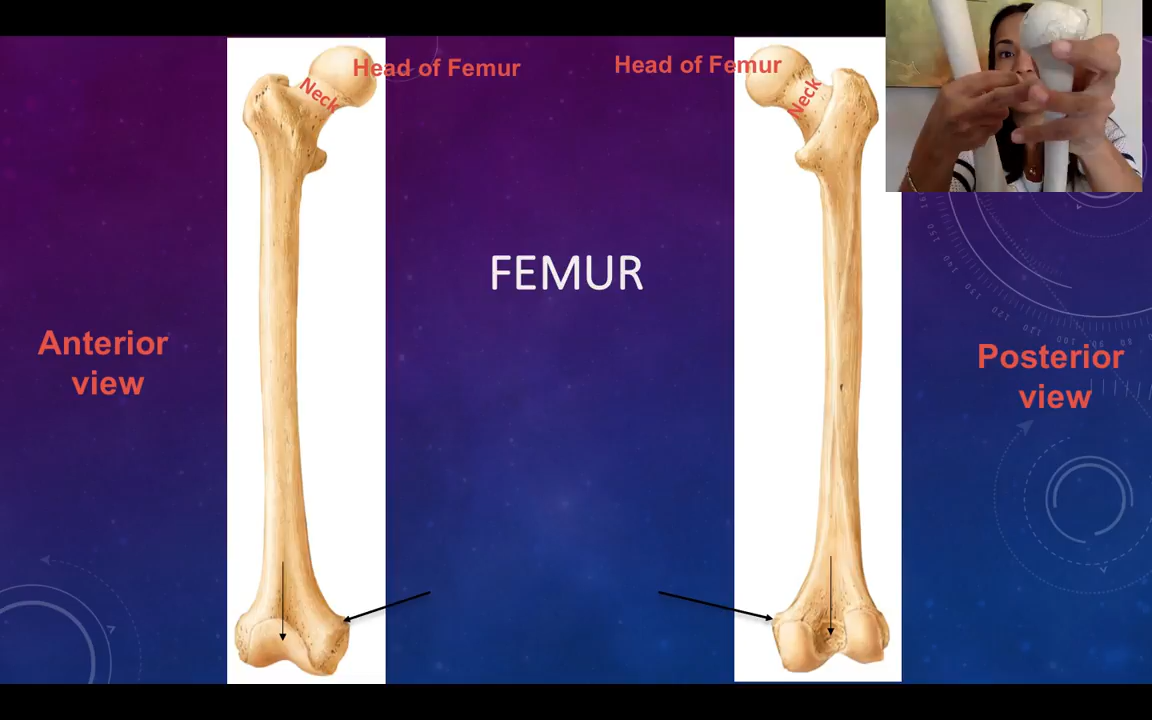 Head of Femur
Neck
Head of Femur
Neck
FEMUR
Anterior
view
Posterior
view